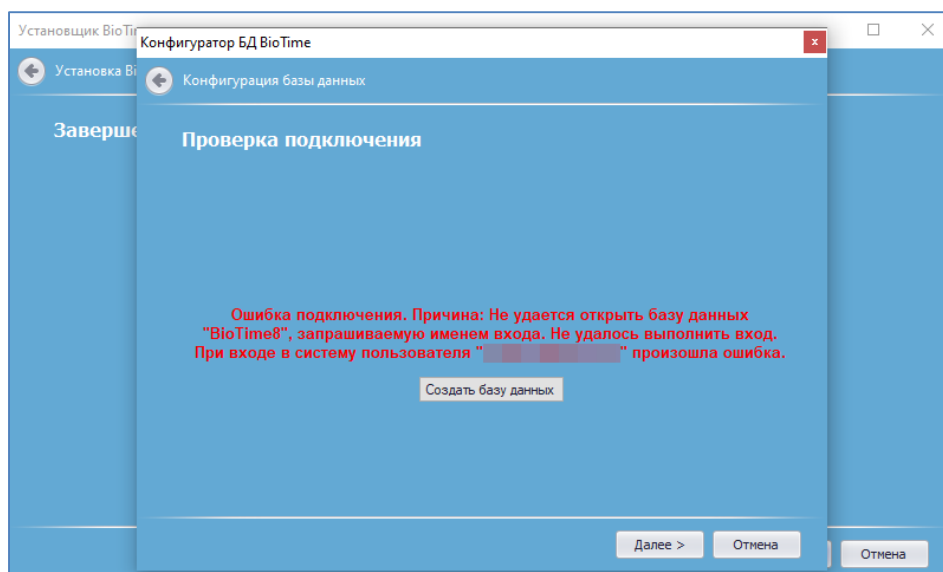 Установщик BioTi
Конфигуратор БД BioTime
x
Установка Bi
Конфигурация базы данных
Заверше
Проверка подключения
Ошибка подключения. Причина: Не удается открыть базу данных
"BioTime8", запрашиваемую именем входа. Не удалось выполнить вход.
При входе в систему пользователя " " произошла ошибка.
Создать базу данных
Далее >
Отмена
Отмена